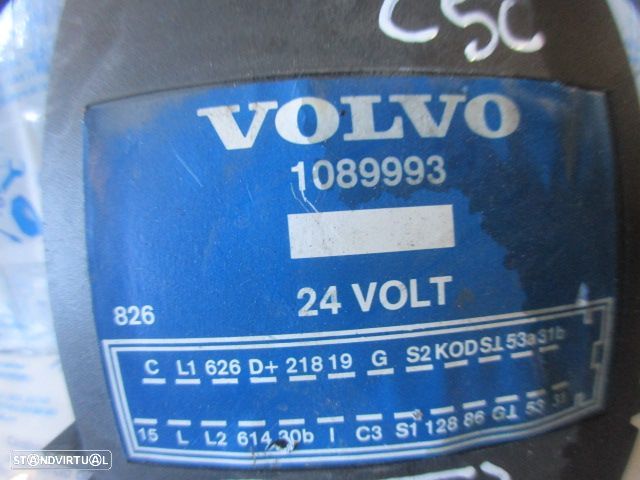 C5C
VOLVO
1089993
24 VOLT
826
C L1 626 D+ 218 19 G S2 KOD S⊥ 53a 31b
15 L L2 614 30b I C3 S1 128 86 G⊥ 53
STANDVIRTUAL